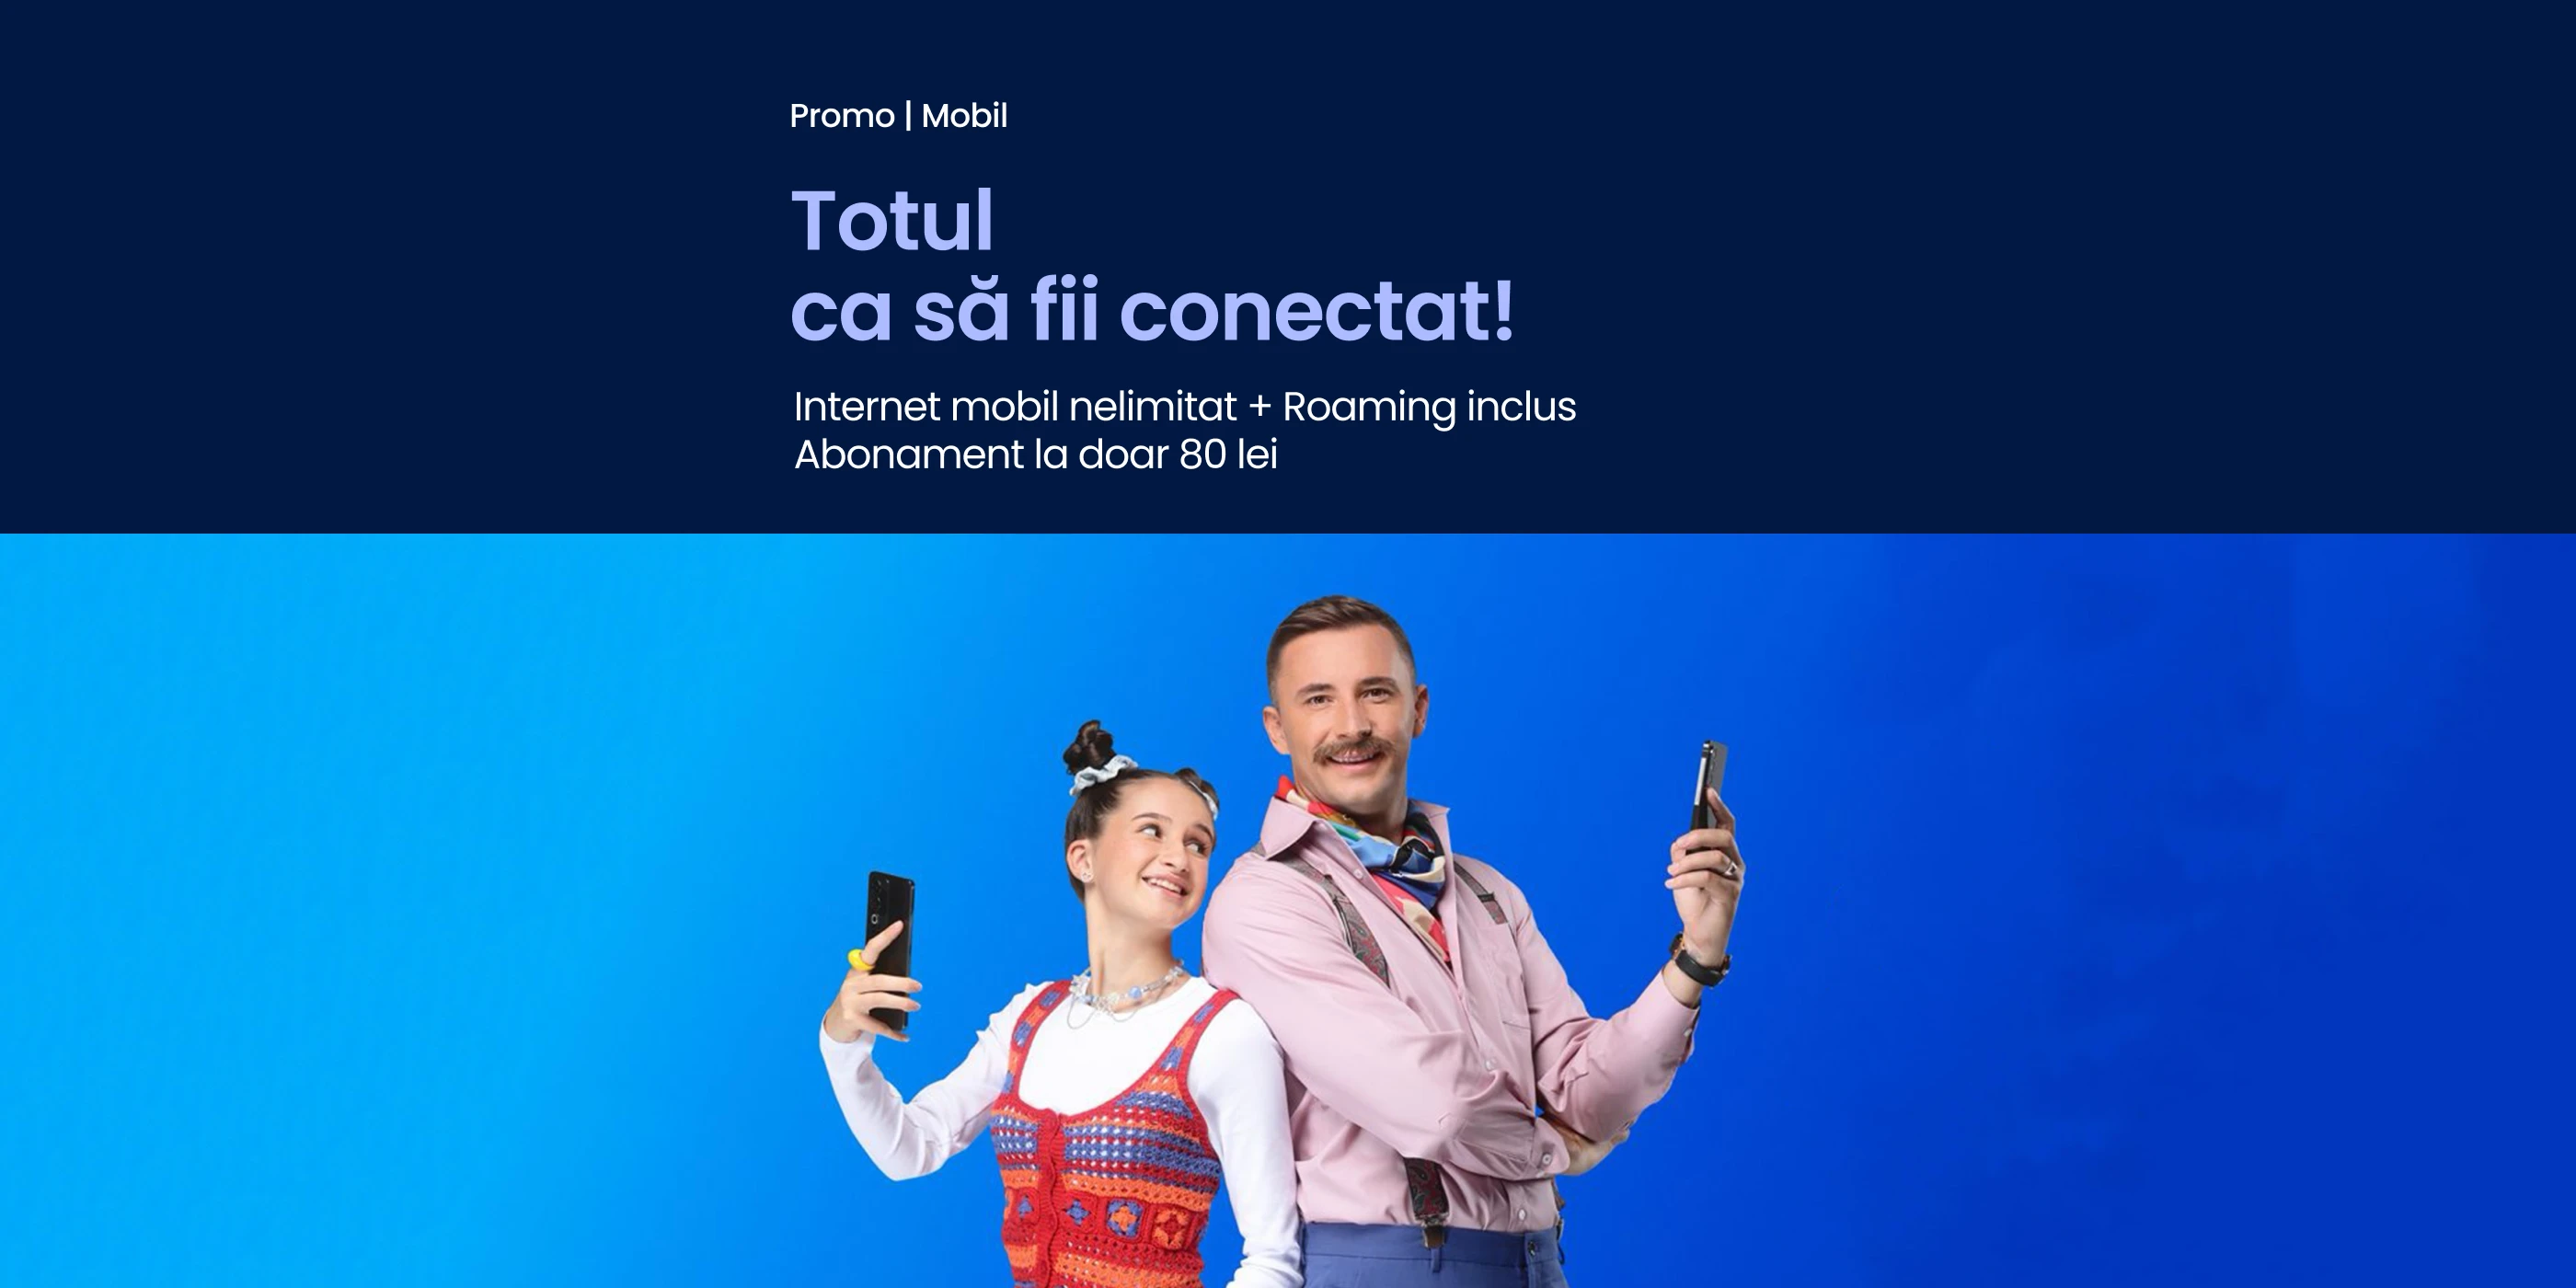 Promo | Mobil
Totul
ca să fii conectat!
Internet mobil nelimitat + Roaming inclus
Abonament la doar 80 lei